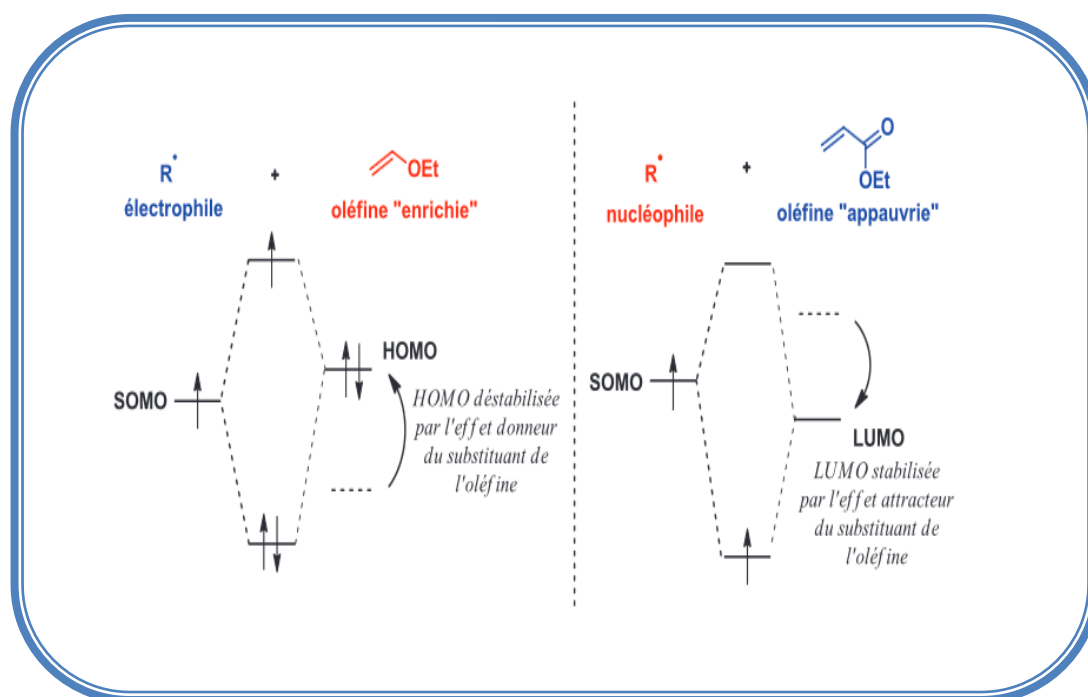 R•
+
OEt
électrophile
oléfine "enrichie"
SOMO
HOMO
HOMO déstabilisée
par l'effet donneur
du substituant de
l'oléfine
R•
+
O
OEt
nucléophile
oléfine "appauvrie"
SOMO
LUMO
LUMO stabilisée
par l'effet attracteur
du substituant de
l'oléfine